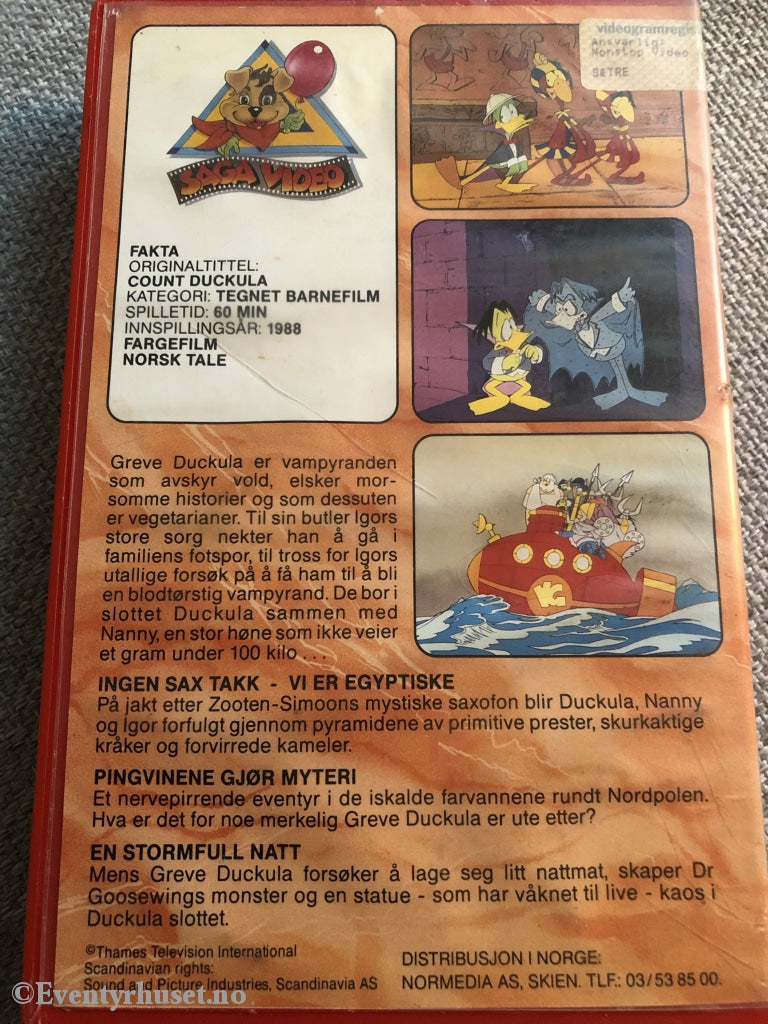 videogramregis
Ansvarlig:
Nonstop Video
SETRE
SAGA VIDEO
FAKTA
ORIGINALTITTEL:
COUNT DUCKULA
KATEGORI: TEGNET BARNEFILM
SPILLETID: 60 MIN
INNSPILLINGSÅR: 1988
FARGEFILM
NORSK TALE
Greve Duckula er vampyranden
som avskyr vold, elsker mor-
somme historier og som dessuten
er vegetarianer. Til sin butler Igors
store sorg nekter han å gå i
familiens fotspor, til tross for Igors
utallige forsøk på å få ham til å bli
en blodtørstig vampyrand. De bor i
slottet Duckula sammen med
Nanny, en stor høne som ikke veier
et gram under 100 kilo . . .
INGEN SAX TAKK - VI ER EGYPTISKE
På jakt etter Zooten-Simoons mystiske saxofon blir Duckula, Nanny
og Igor forfulgt gjennom pyramidene av primitive prester, skurkaktige
kråker og forvirrede kameler.
PINGVINENE GJØR MYTERI
Et nervepirrende eventyr i de iskalde farvannene rundt Nordpolen.
Hva er det for noe merkelig Greve Duckula er ute etter?
EN STORMFULL NATT
Mens Greve Duckula forsøker å lage seg litt nattmat, skaper Dr
Goosewings monster og en statue - som har våknet til live - kaos i
Duckula slottet.
©Thames Television International
Scandinavian rights:
Sound and Picture Industries, Scandinavia AS
DISTRIBUSJON I NORGE:
NORMEDIA AS, SKIEN. TLF.: 03/53 85 00.
©Eventyrhuset.no